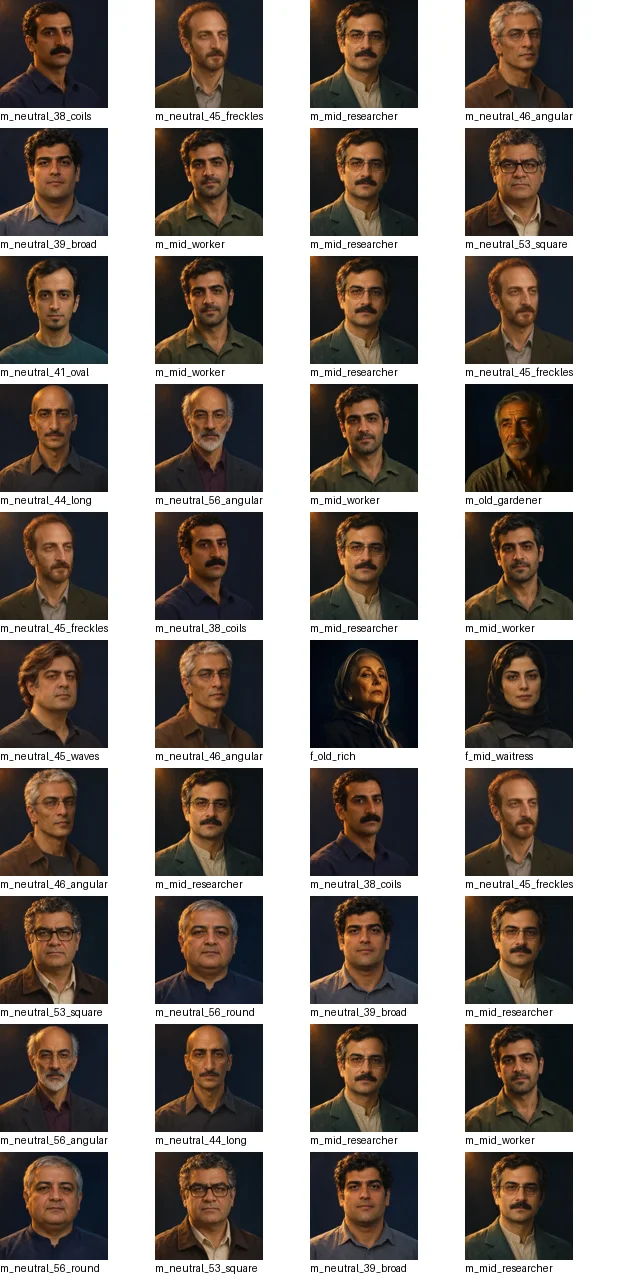 m_neutral_38_coils m_neutral_45_freckles m_mid_researcher m_neutral_46_angular
m_neutral_39_broad m_mid_worker m_mid_researcher m_neutral_53_square
m_neutral_41_oval m_mid_worker m_mid_researcher m_neutral_45_freckles
m_neutral_44_long m_neutral_56_angular m_mid_worker m_old_gardener
m_neutral_45_freckles m_neutral_38_coils m_mid_researcher m_mid_worker
m_neutral_45_waves m_neutral_46_angular f_old_rich f_mid_waitress
m_neutral_46_angular m_mid_researcher m_neutral_38_coils m_neutral_45_freckles
m_neutral_53_square m_neutral_56_round m_neutral_39_broad m_mid_researcher
m_neutral_56_angular m_neutral_44_long m_mid_researcher m_mid_worker
m_neutral_56_round m_neutral_53_square m_neutral_39_broad m_mid_researcher